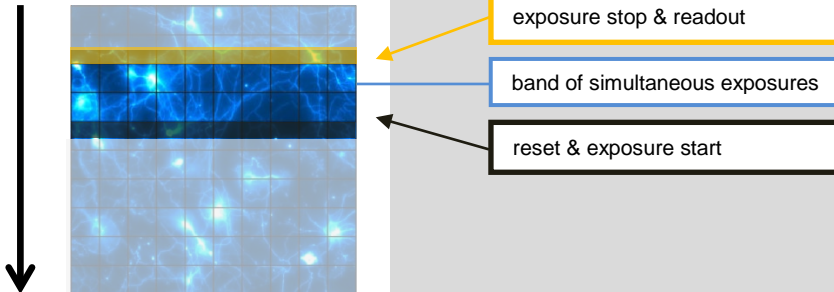 exposure stop & readout
band of simultaneous exposures
reset & exposure start